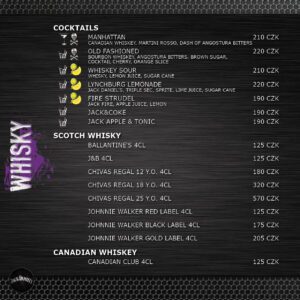 COCKTAILS
MANHATTAN 210 CZK
CANADIAN WHISKEY, MARTINI ROSSO, DASH OF ANGOSTURA BITTERS
OLD FASHIONED 220 CZK
BOURBON WHISKEY, ANGOSTURA BITTERS, BROWN SUGAR,
COCKTAIL CHERRY, ORANGE SLICE
WHISKEY SOUR 210 CZK
WHISKY, LEMON JUICE, SUGAR CANE
LYNCHBURG LEMONADE 220 CZK
JACK DANIEL'S, TRIPLE SEC, SPRITE, LIME JUICE, SUGAR CANE
FIRE STRUDEL 190 CZK
JACK FIRE, APPLE JUICE, LEMON
JACK&COKE 190 CZK
JACK APPLE & TONIC 190 CZK
WHISKY
SCOTCH WHISKY
BALLANTINE'S 4CL 125 CZK
J&B 4CL 125 CZK
CHIVAS REGAL 12 Y.O. 4CL 180 CZK
CHIVAS REGAL 18 Y.O. 4CL 320 CZK
CHIVAS REGAL 25 Y.O. 4CL 570 CZK
JOHNNIE WALKER RED LABEL 4CL 125 CZK
JOHNNIE WALKER BLACK LABEL 4CL 175 CZK
JOHNNIE WALKER GOLD LABEL 4CL 205 CZK
CANADIAN WHISKEY
CANADIAN CLUB 4CL 125 CZK